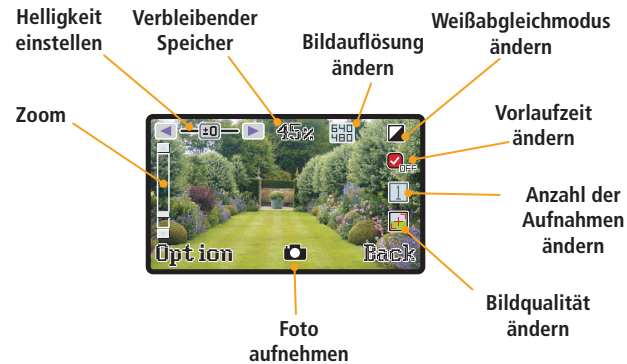 Helligkeit
einstellen
Verbleibender
Speicher
Bildauflösung
ändern
Weißabgleichmodus
ändern
Zoom
±0
45%
640
480
Vorlaufzeit
ändern
OFF
1
Anzahl der
Aufnahmen
ändern
Option
Back
Bildqualität
ändern
Foto
aufnehmen